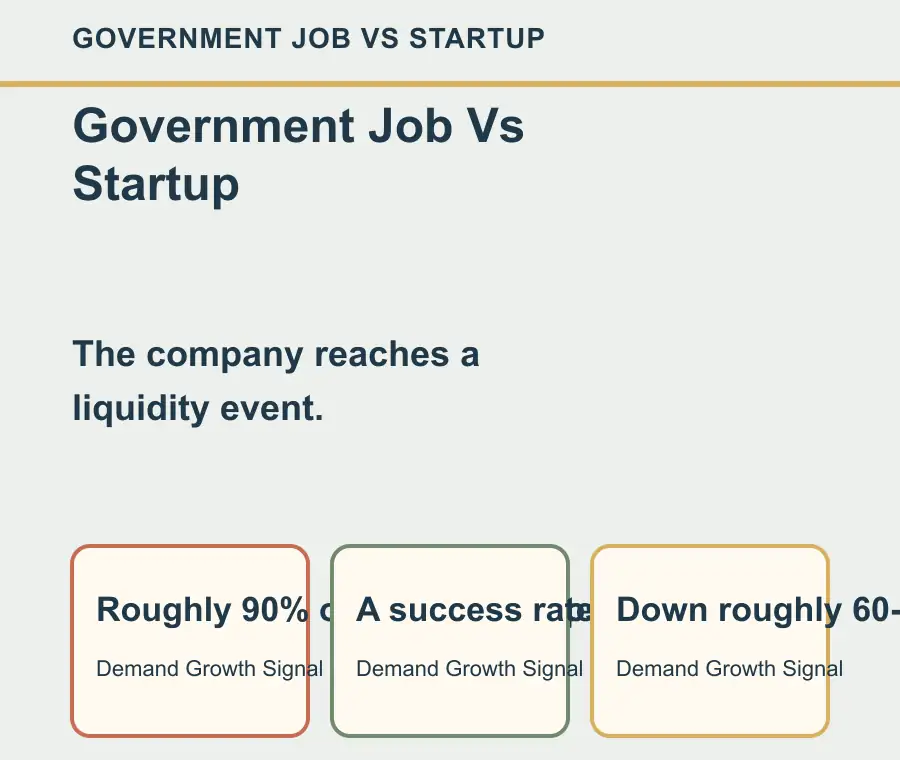 GOVERNMENT JOB VS STARTUP
Government Job Vs
Startup
The company reaches a
liquidity event.
Roughly 90% A success rate Down roughly 60-
Demand Growth Signal Demand Growth Signal Demand Growth Signal